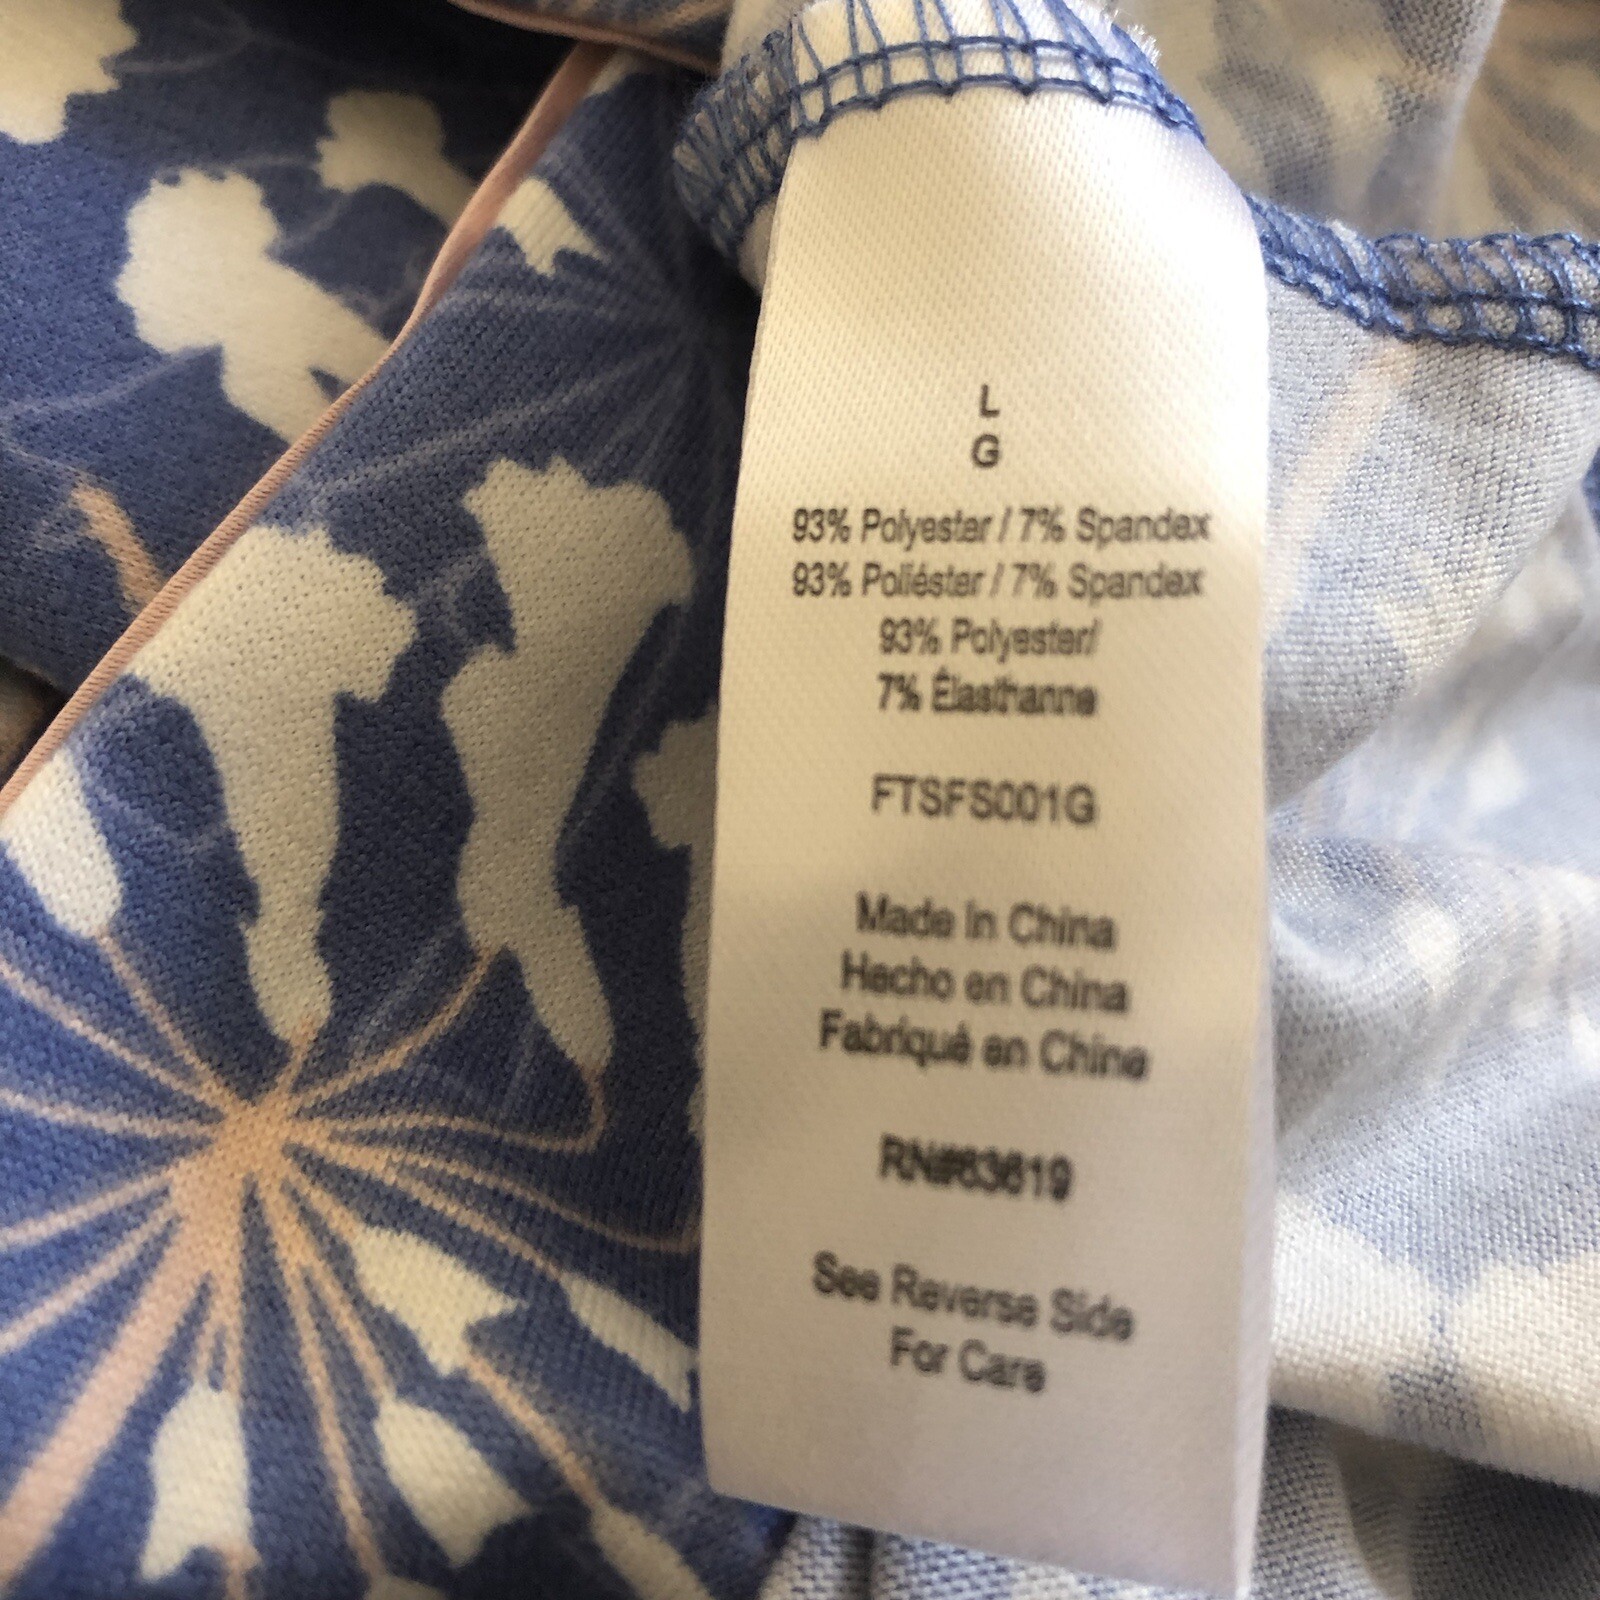 L
G
93% Polyester / 7% Spandex
93% Poliéster / 7% Spandex
93% Polyester/
7% Élasthanne
FTSFS001G
Made in China
Hecho en China
Fabriqué en Chine
RN#63619
See Reverse Side
For Care